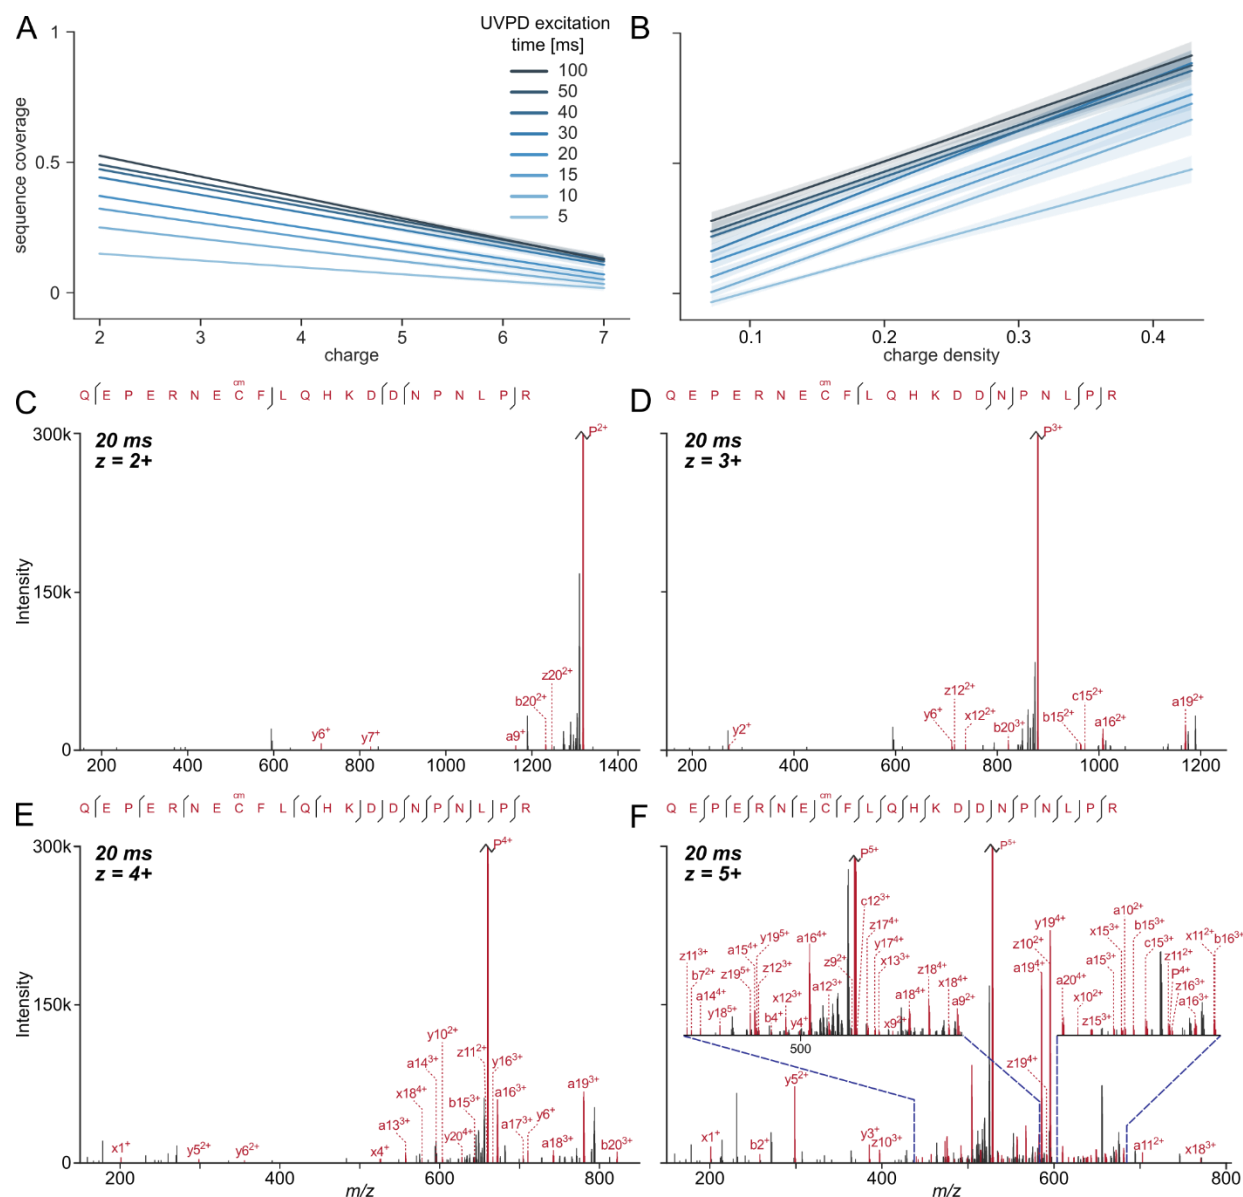 A
UVPD excitation
time [ms]
100
50
40
30
20
15
10
5
sequence coverage
1
0.5
0
2 3 4 5 6 7
charge
B
0.1 0.2 0.3 0.4
charge density
C
cm
Q E P E R N E C F L Q H K D D N P N L P R
20 ms
z = 2+
P2+
Intensity
300k
150k
0
y6+
y7+
a9+
b202+
z202+
200 400 600 800 1000 1200 1400
D
cm
Q E P E R N E C F L Q H K D D N P N L P R
20 ms
z = 3+
P3+
y2+
y6+
z122+
x122+
b203+
b152+
c152+
a162+
a192+
200 400 600 800 1000 1200
E
cm
Q E P E R N E C F L Q H K D D N P N L P R
20 ms
z = 4+
P4+
Intensity
300k
150k
0
x1+
y52+
y62+
x4+
a133+
x184+
a143+
y102+
y204+
b153+
z112+
y163+
a163+
a173+
y6+
a183+
a193+
b203+
200 400 600 800
m/z
F
cm
Q E P E R N E C F L Q H K D D N P N L P R
20 ms
z = 5+
P5+
P5+
z113+
b72+
a144+
y185+
z195+
a154+
y195+
z123+
b4+
x123+
y4+
a164+
a123+
z92+
c123+
z174+
y174+
x133+
x92+
a184+
z184+
x184+
a92+
500
y194+
z102+
a194+
z194+
a204+
x102+
z153+
a153+
x153+
a102+
b153+
c153+
z112+
P4+
z163+
a163+
x112+
b163+
x1+
b2+
y52+
y3+
z103+
a112+
x183+
200 400 600 800
m/z